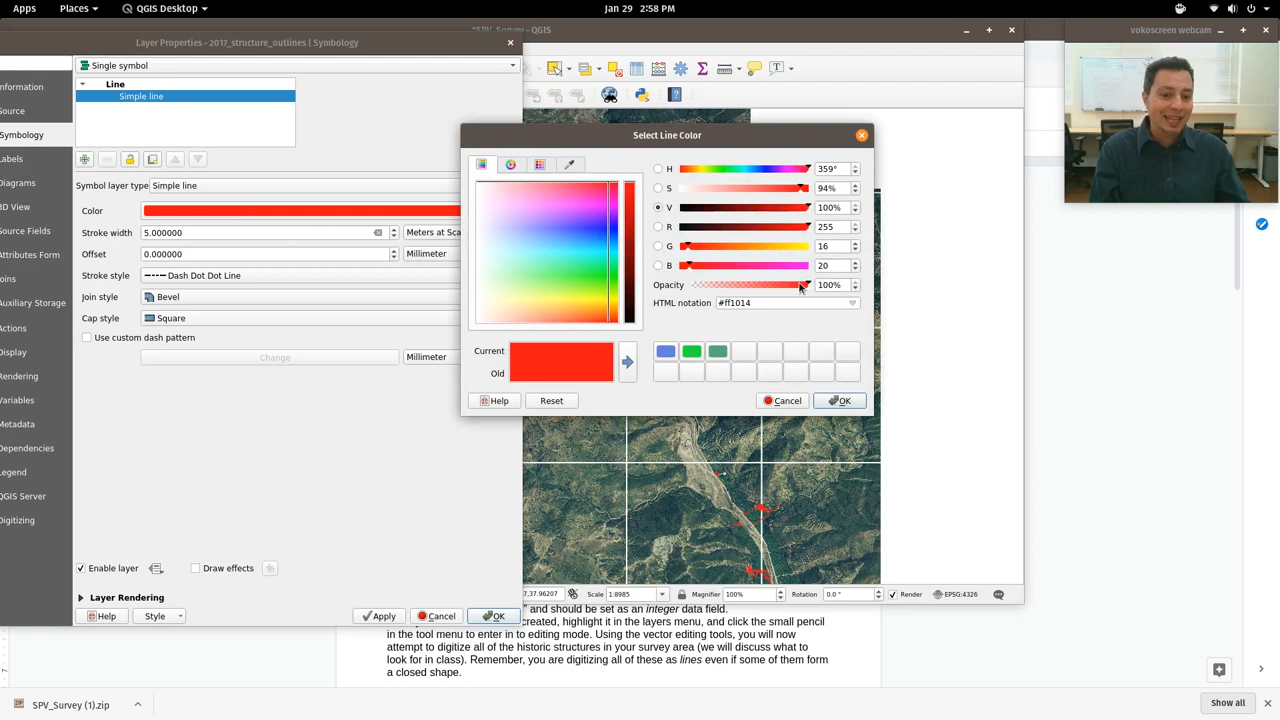 Apps Places QGIS Desktop Jan 29 2:58 PM
*SPV_Survey - QGIS
vokoscreen webcam
Layer Properties - 2017_structure_outlines | Symbology
Single symbol
Line
Simple line
Information
Source
Symbology
Labels
Diagrams
3D View
Source Fields
Attributes Form
Joins
Auxiliary Storage
Actions
Display
Rendering
Variables
Metadata
Dependencies
Legend
QGIS Server
Digitizing
Symbol layer type Simple line
Color
Stroke width 5.000000 Meters at Sca
Offset 0.000000 Millimeter
Stroke style Dash Dot Dot Line
Join style Bevel
Cap style Square
Use custom dash pattern
Change Millimeter
Enable layer Draw effects
Layer Rendering
Help Style Apply Cancel OK
Select Line Color
H 359°
S 94%
V 100%
R 255
G 16
B 20
Opacity 100%
HTML notation #ff1014
Current
Old
Help Reset Cancel OK
7,37.96207 Scale 1:8985 Magnifier 100% Rotation 0.0 ° Render EPSG:4326
" and should be set as an integer data field.
created, highlight it in the layers menu, and click the small pencil
in the tool menu to enter in to editing mode. Using the vector editing tools, you will now
attempt to digitize all of the historic structures in your survey area (we will discuss what to
look for in class). Remember, you are digitizing all of these as lines even if some of them form
a closed shape.
SPV_Survey (1).zip
Show all